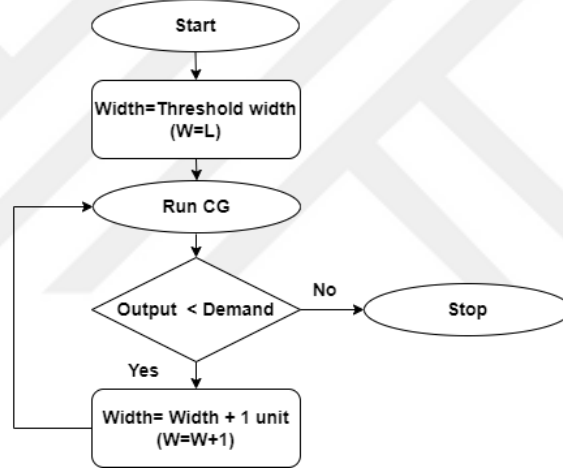 Start
Width=Threshold width
(W=L)
Run CG
Output < Demand
No
Stop
Yes
Width= Width + 1 unit
(W=W+1)